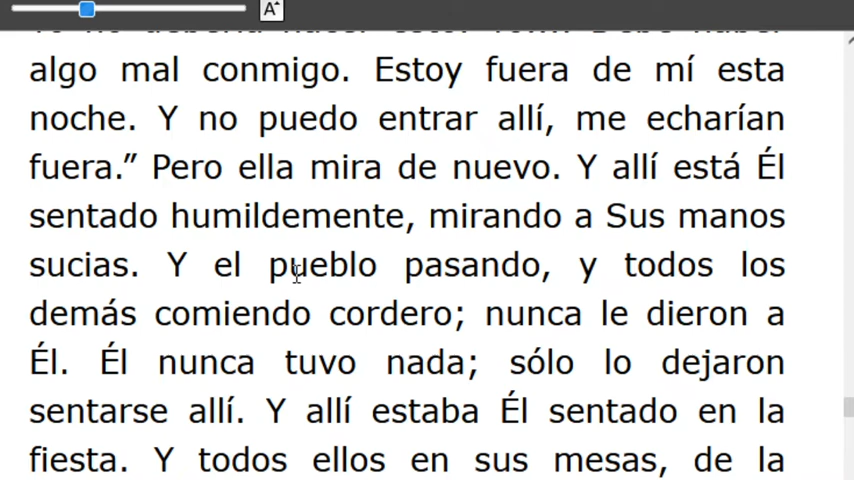 A
algo mal conmigo. Estoy fuera de mí esta
noche. Y no puedo entrar allí, me echarían
fuera.” Pero ella mira de nuevo. Y allí está Él
sentado humildemente, mirando a Sus manos
sucias. Y el pueblo pasando, y todos los
demás comiendo cordero; nunca le dieron a
Él. Él nunca tuvo nada; sólo lo dejaron
sentarse allí. Y allí estaba Él sentado en la
fiesta. Y todos ellos en sus mesas, de la